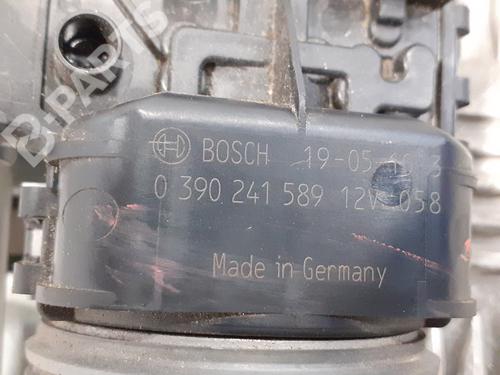 B-PARTS
BOSCH 19-05
0 390 241 589 12V 058
Made in Germany